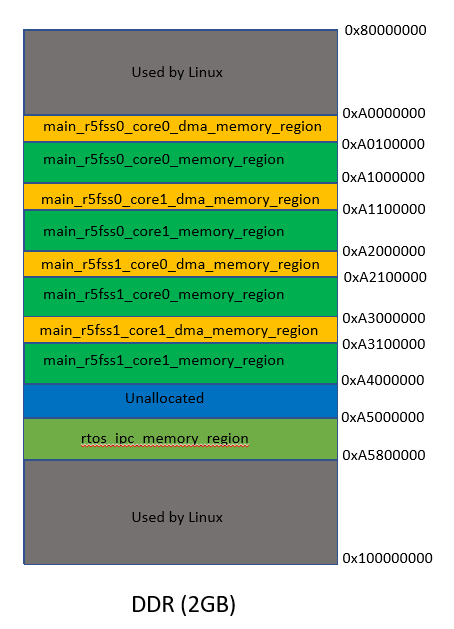 0x80000000
Used by Linux
0xA0000000
main_r5fss0_core0_dma_memory_region
0xA0100000
main_r5fss0_core0_memory_region
0xA1000000
main_r5fss0_core1_dma_memory_region
0xA1100000
main_r5fss0_core1_memory_region
0xA2000000
main_r5fss1_core0_dma_memory_region
0xA2100000
main_r5fss1_core0_memory_region
0xA3000000
main_r5fss1_core1_dma_memory_region
0xA3100000
main_r5fss1_core1_memory_region
0xA4000000
Unallocated
0xA5000000
rtos_ipc_memory_region
0xA5800000
Used by Linux
0x100000000
DDR (2GB)